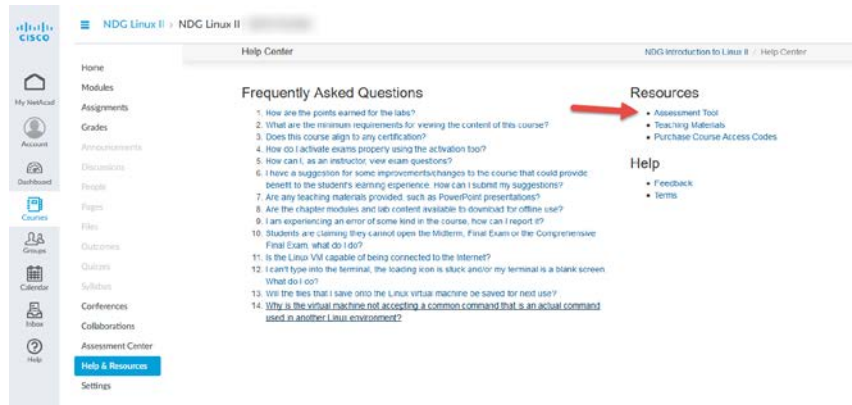 CISCO
NDG Linux II > NDG Linux II
Help Center
NDG Introduction to Linux II / Help Center
My NetAcad
Account
Dashboard
Courses
Groups
Calendar
Inbox
Help
Home
Modules
Assignments
Grades
Announcements
Discussions
People
Pages
Files
Outcomes
Quizzes
Syllabus
Conferences
Collaborations
Assessment Center
Help & Resources
Settings
Frequently Asked Questions
1. How are the points earned for the labs?
2. What are the minimum requirements for viewing the content of this course?
3. Does this course align to any certification?
4. How do I activate exams properly using the activation tool?
5. How can I, as an instructor, view exam questions?
6. I have a suggestion for some improvements/changes to the course that could provide
benefit to the student's learning experience. How can I submit my suggestions?
7. Are any teaching materials provided, such as PowerPoint presentations?
8. Are the chapter modules and lab content available to download for offline use?
9. I am experiencing an error of some kind in the course, how can I report it?
10. Students are claiming they cannot open the Midterm, Final Exam or the Comprehensive
Final Exam, what do I do?
11. Is the Linux VM capable of being connected to the Internet?
12. I can't type into the terminal, the loading icon is stuck and/or my terminal is a blank screen.
What do I do?
13. Will the files that I save onto the Linux virtual machine be saved for next use?
14. Why is the virtual machine not accepting a common command that is an actual command
used in another Linux environment?
Resources
• Assessment Tool
• Teaching Materials
• Purchase Course Access Codes
Help
• Feedback
• Terms